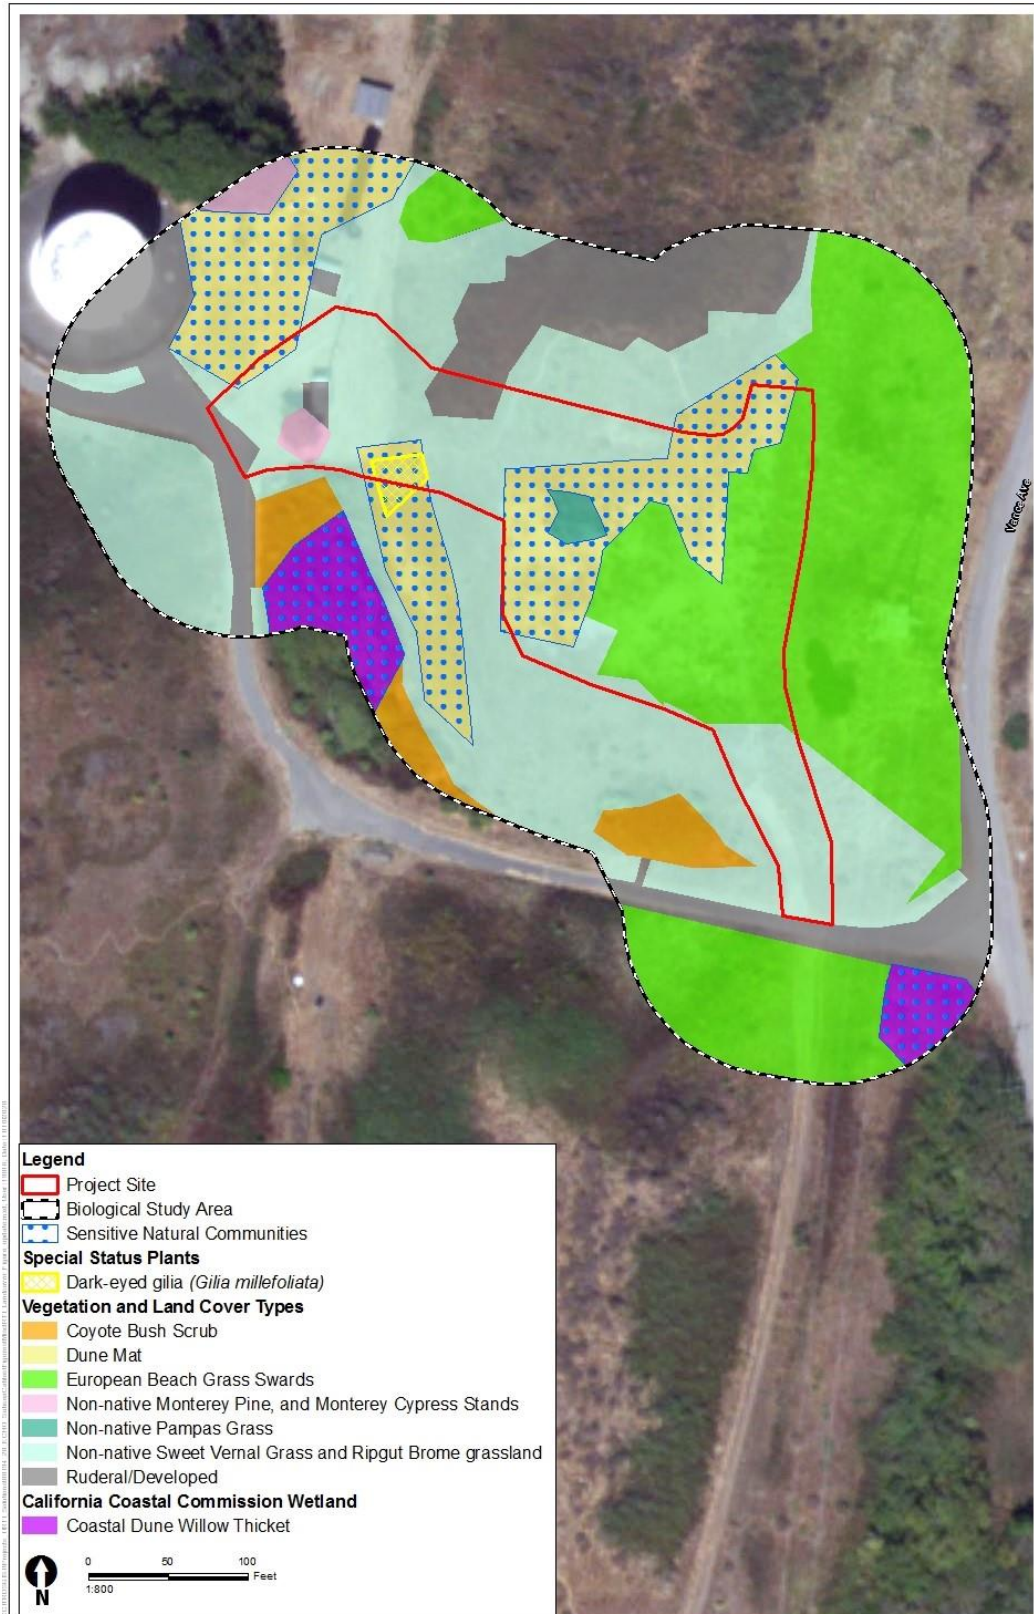 Vance Ave
Legend
Project Site
Biological Study Area
Sensitive Natural Communities
Special Status Plants
Dark-eyed gilia (Gilia millefoliata)
Vegetation and Land Cover Types
Coyote Bush Scrub
Dune Mat
European Beach Grass Swards
Non-native Monterey Pine, and Monterey Cypress Stands
Non-native Pampas Grass
Non-native Sweet Vernal Grass and Ripgut Brome grassland
Ruderal/Developed
California Coastal Commission Wetland
Coastal Dune Willow Thicket
N
0 50 100
Feet
1:800